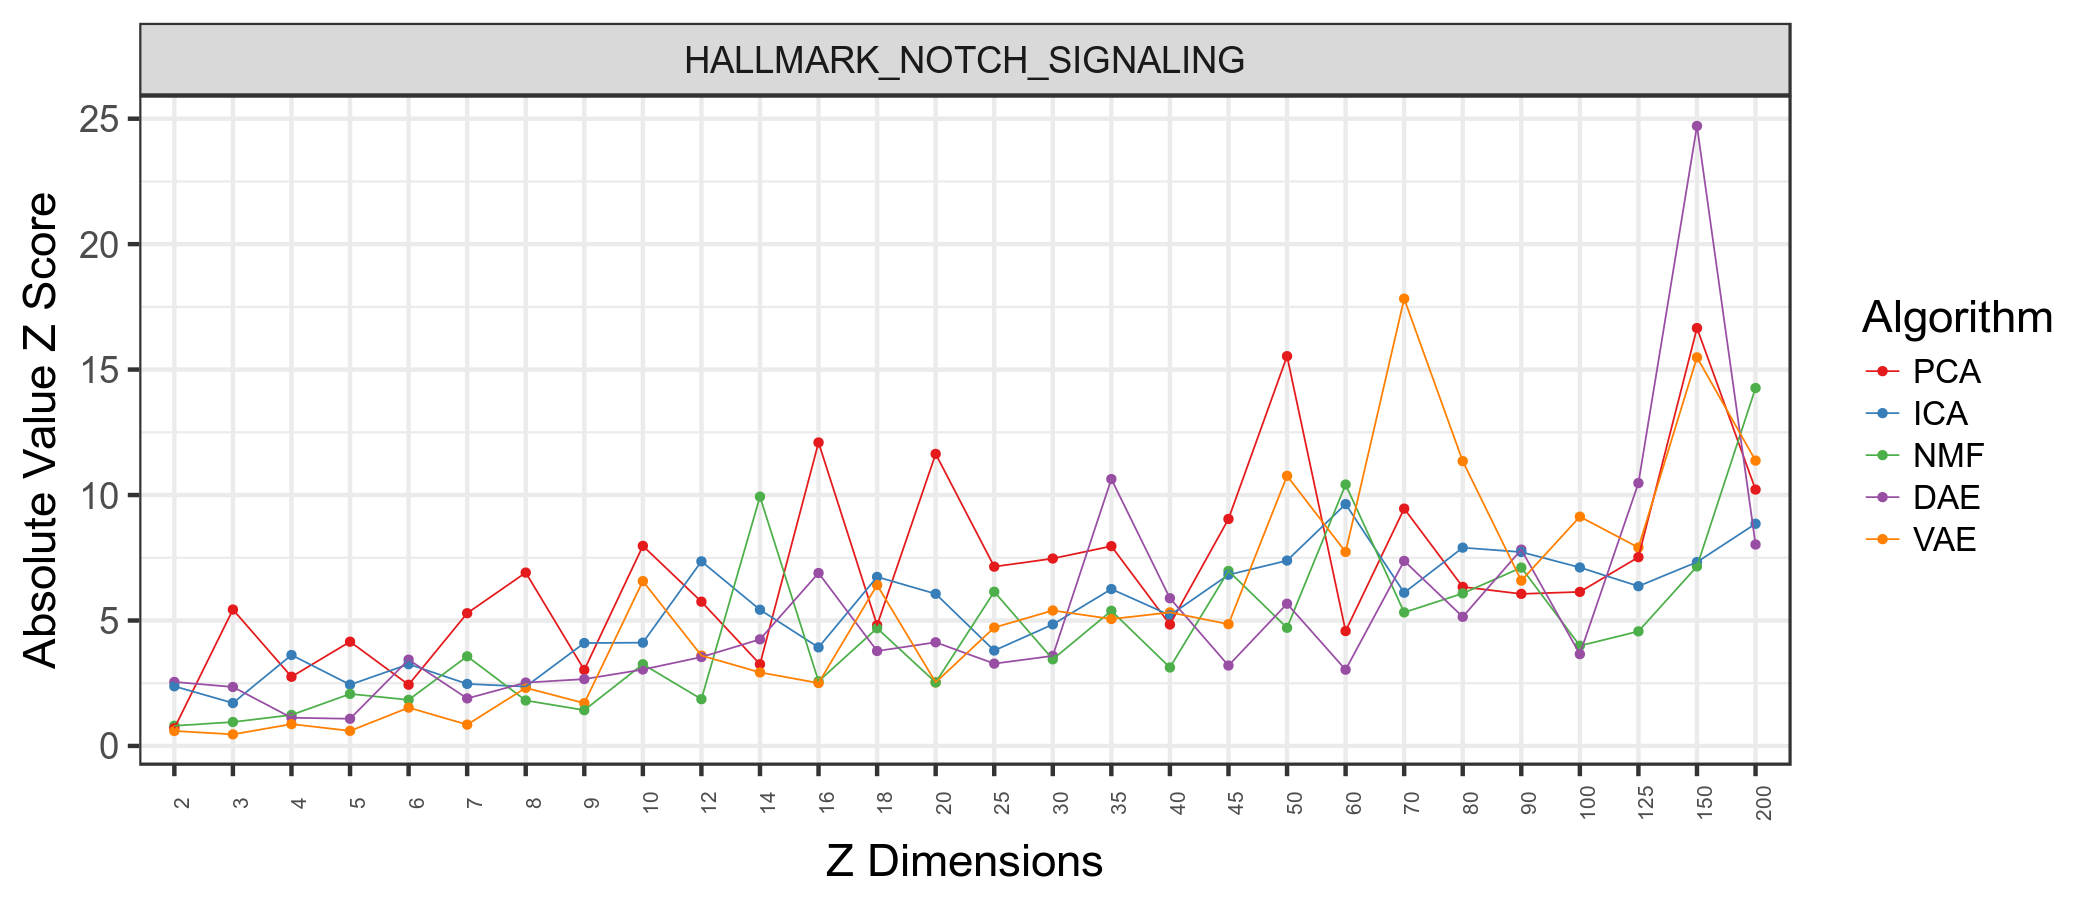 HALLMARK_NOTCH_SIGNALING
Absolute Value Z Score
25
20
15
10
5
0
2 3 4 5 6 7 8 9 10 12 14 16 18 20 25 30 35 40 45 50 60 70 80 90 100 125 150 200
Z Dimensions
Algorithm
PCA
ICA
NMF
DAE
VAE